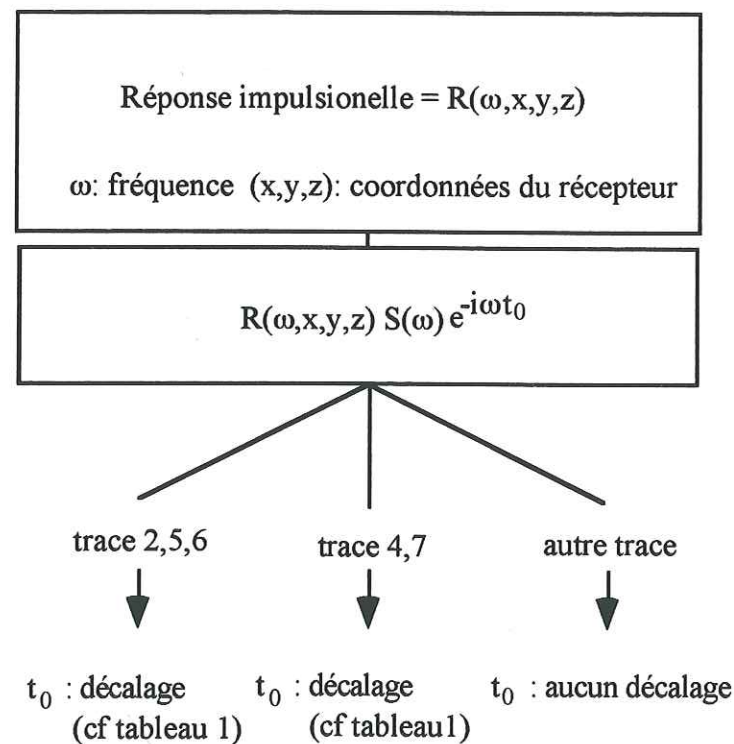 Réponse impulsionelle = R(ω,x,y,z)
ω: fréquence (x,y,z): coordonnées du récepteur
R(ω,x,y,z) S(ω) e^-iωt₀
trace 2,5,6
trace 4,7
autre trace
t₀ : décalage
(cf tableau 1)
t₀ : décalage
(cf tableau1)
t₀ : aucun décalage